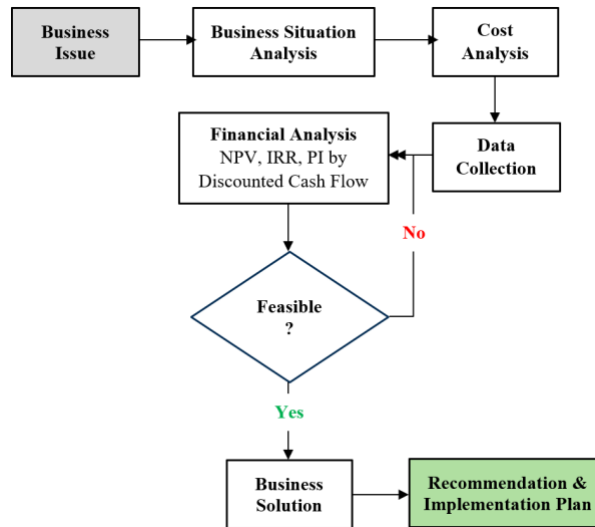 Business
Issue
Business Situation
Analysis
Cost
Analysis
Data
Collection
Financial Analysis
NPV, IRR, PI by
Discounted Cash Flow
No
Feasible
?
Yes
Business
Solution
Recommendation &
Implementation Plan